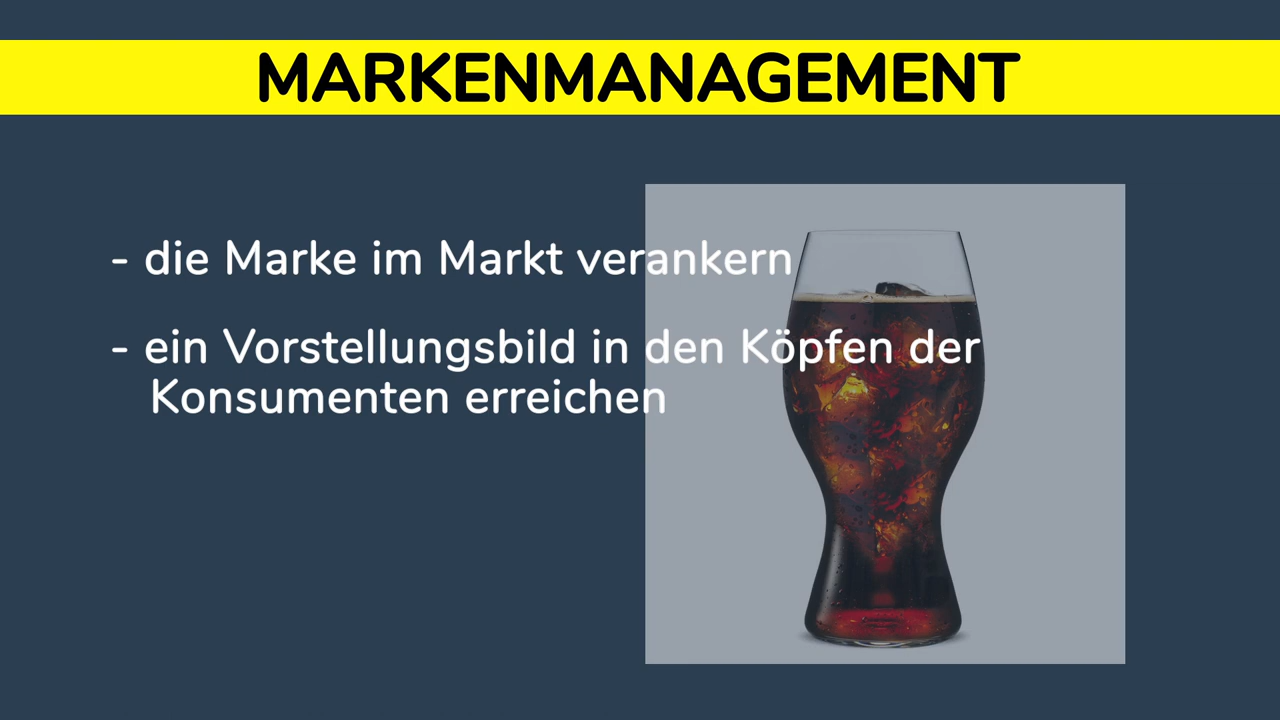 MARKENMANAGEMENT
- die Marke im Markt verankern
- ein Vorstellungsbild in den Köpfen der
Konsumenten erreichen